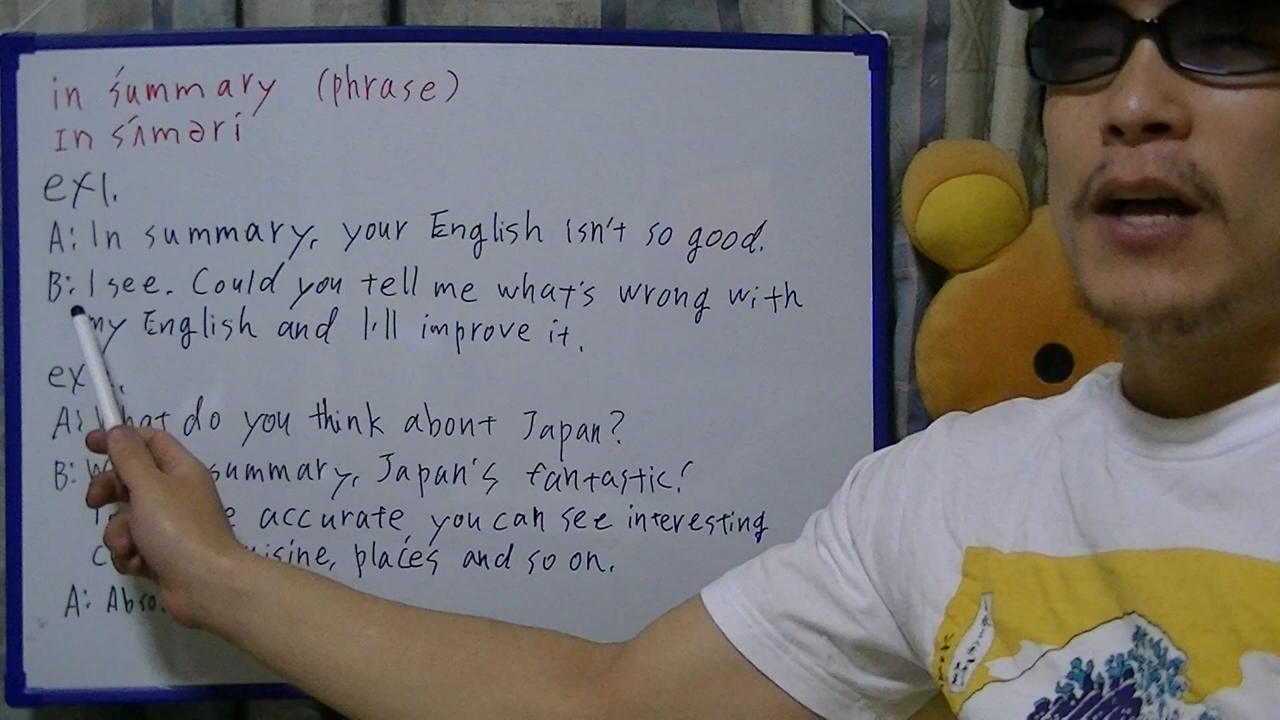 in summary (phrase)
In sʌ́məri
ex1.
A: In summary, your English isn't so good.
B: I see. Could you tell me what's wrong with
my English and I'll improve it.
ex
A: What do you think about Japan?
B: summary, Japan's fantastic!
accurate you can see interesting
places and so on.
A: